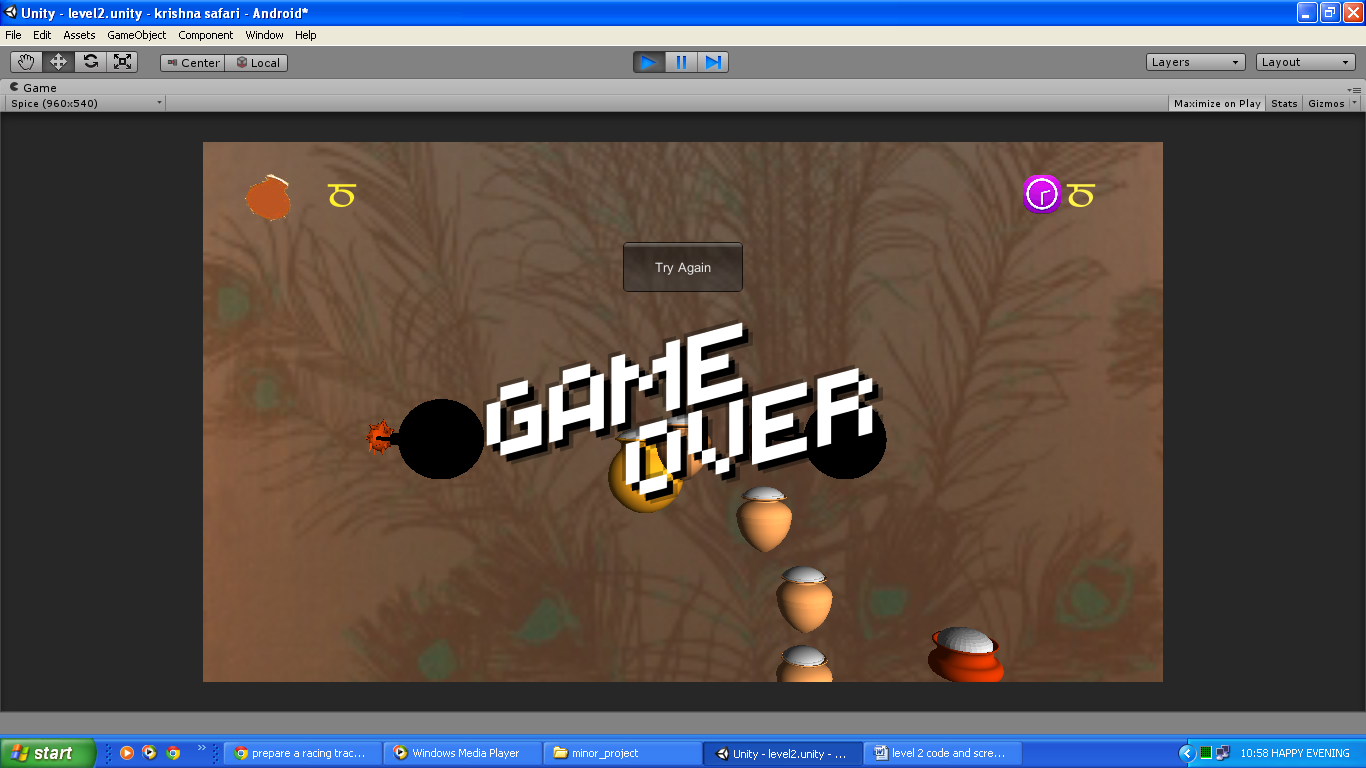 Unity - level2.unity - krishna safari - Android*
File Edit Assets GameObject Component Window Help
Center Local Layers Layout
Game
Spice (960x540) Maximize on Play Stats Gizmos
ठ ठ
Try Again
GAME
OVER
start prepare a racing trac... Windows Media Player minor_project Unity - level2.unity - ... level 2 code and scre... 10:58 HAPPY EVENING